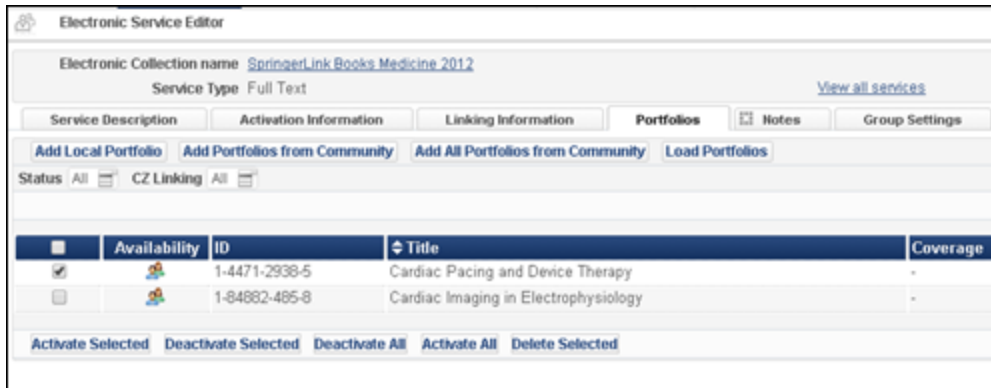 Electronic Service Editor
Electronic Collection name SpringerLink Books Medicine 2012
Service Type Full Text View all services
Service Description Activation Information Linking Information Portfolios Notes Group Settings
Add Local Portfolio Add Portfolios from Community Add All Portfolios from Community Load Portfolios
Status All CZ Linking All
Availability ID Title Coverage
1-4471-2938-5 Cardiac Pacing and Device Therapy -
1-84882-485-8 Cardiac Imaging in Electrophysiology -
Activate Selected Deactivate Selected Deactivate All Activate All Delete Selected